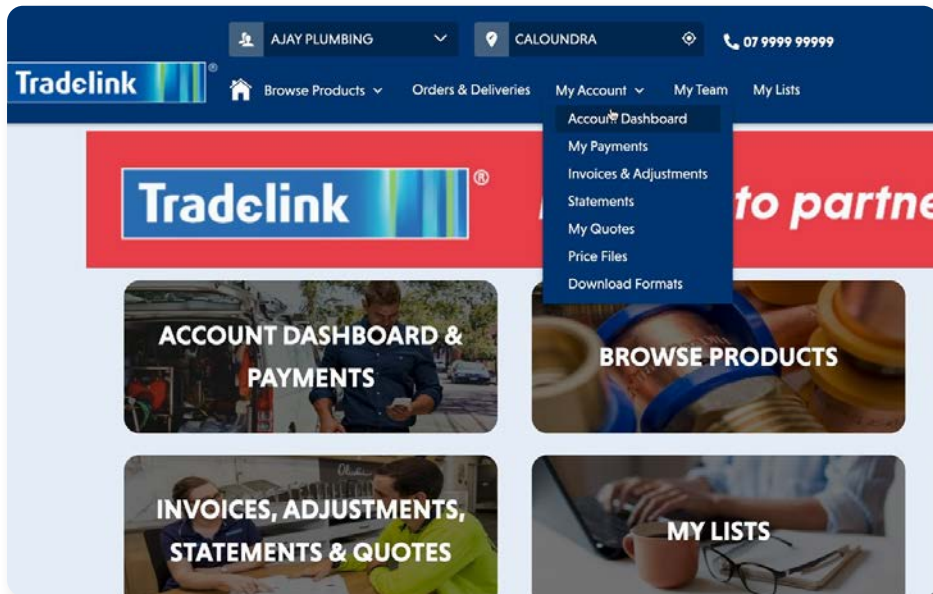 AJAY PLUMBING
CALOUNDRA
07 9999 99999
Tradelink ®
Browse Products
Orders & Deliveries
My Account
My Team
My Lists
Account Dashboard
My Payments
Invoices & Adjustments
Statements
My Quotes
Price Files
Download Formats
Tradelink ®
to partne
ACCOUNT DASHBOARD &
PAYMENTS
BROWSE PRODUCTS
INVOICES, ADJUSTMENTS,
STATEMENTS & QUOTES
MY LISTS